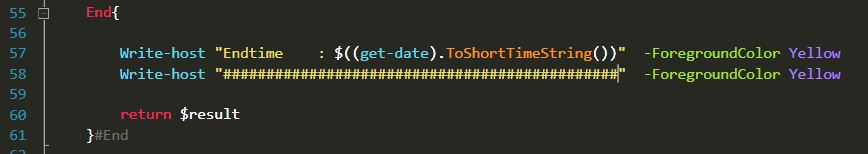 55 End{
56
57 Write-host "Endtime    : $((get-date).ToShortTimeString())"  -ForegroundColor Yellow
58 Write-host "##############################################"  -ForegroundColor Yellow
59
60 return $result
61 }#End